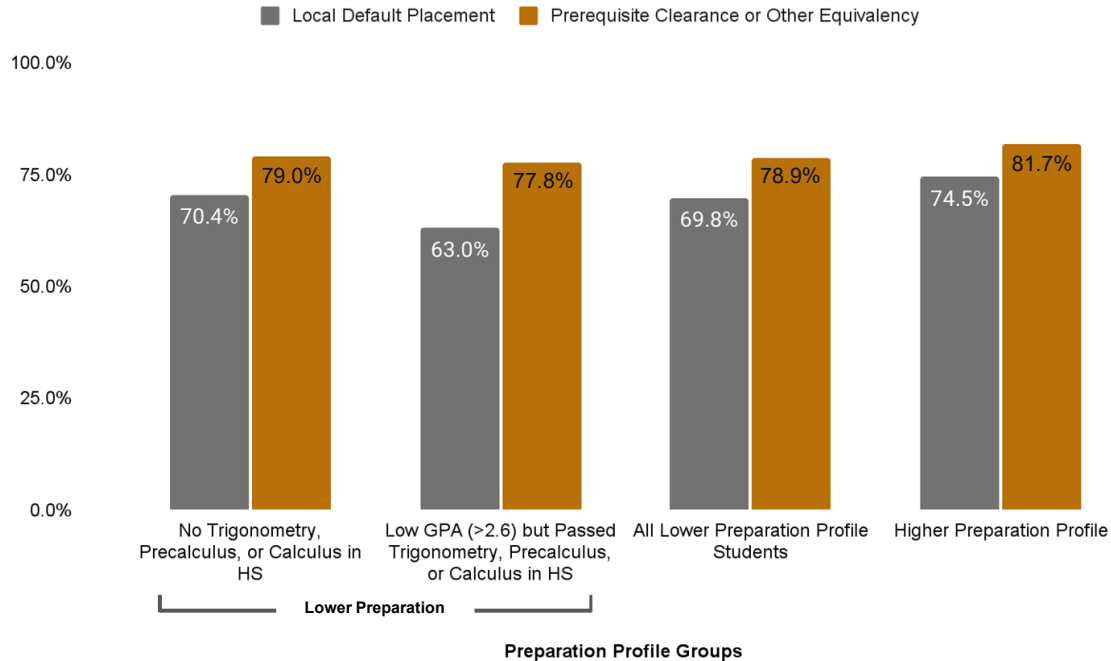 Local Default Placement
Prerequisite Clearance or Other Equivalency
100.0%
75.0%
50.0%
25.0%
0.0%
70.4%
79.0%
63.0%
77.8%
69.8%
78.9%
74.5%
81.7%
No Trigonometry,
Precalculus, or Calculus in
HS
Low GPA (>2.6) but Passed
Trigonometry, Precalculus,
or Calculus in HS
All Lower Preparation Profile
Students
Higher Preparation Profile
Lower Preparation
Preparation Profile Groups